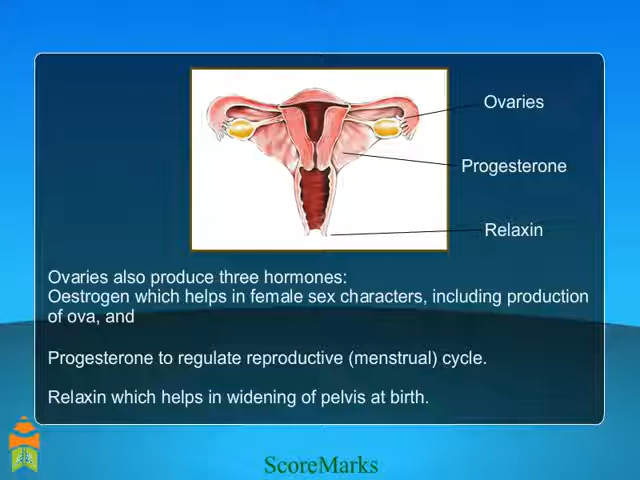 Ovaries
Progesterone
Relaxin
Ovaries also produce three hormones:
Oestrogen which helps in female sex characters, including production
of ova, and
Progesterone to regulate reproductive (menstrual) cycle.
Relaxin which helps in widening of pelvis at birth.
ScoreMarks